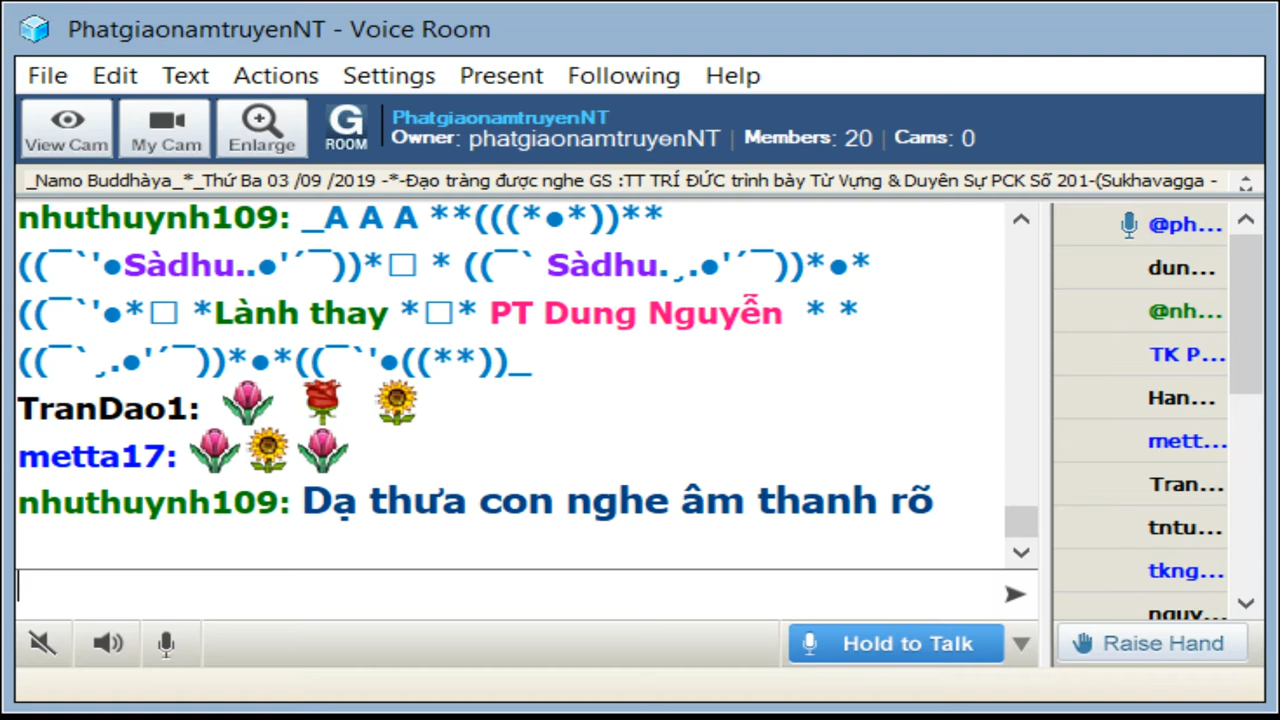 PhatgiaonamtruyenNT - Voice Room
File Edit Text Actions Settings Present Following Help
View Cam My Cam Enlarge G ROOM
PhatgiaonamtruyenNT
Owner: phatgiaonamtruyenNT | Members: 20 | Cams: 0
_Namo Buddhàya_*_Thứ Ba 03 /09 /2019 -*-Đạo tràng được nghe GS :TT TRÍ ĐỨC trình bày Từ Vựng & Duyên Sự PCK Số 201-(Sukhavagga -
nhuthuynh109: _A A A **(((*●*))**
((¯`'●Sàdhu..●'´¯))*□ * ((¯` Sàdhu.¸.●'´¯))*●*
((¯`'●*□ *Lành thay *□* PT Dung Nguyễn * *
((¯`¸.●'´¯))*●*((¯`'●((**))_
TranDao1:
metta17:
nhuthuynh109: Dạ thưa con nghe âm thanh rõ
@ph...
dun...
@nh...
TK P...
Han...
mett...
Tran...
tntu...
tkng...
nguy...
Hold to Talk
Raise Hand